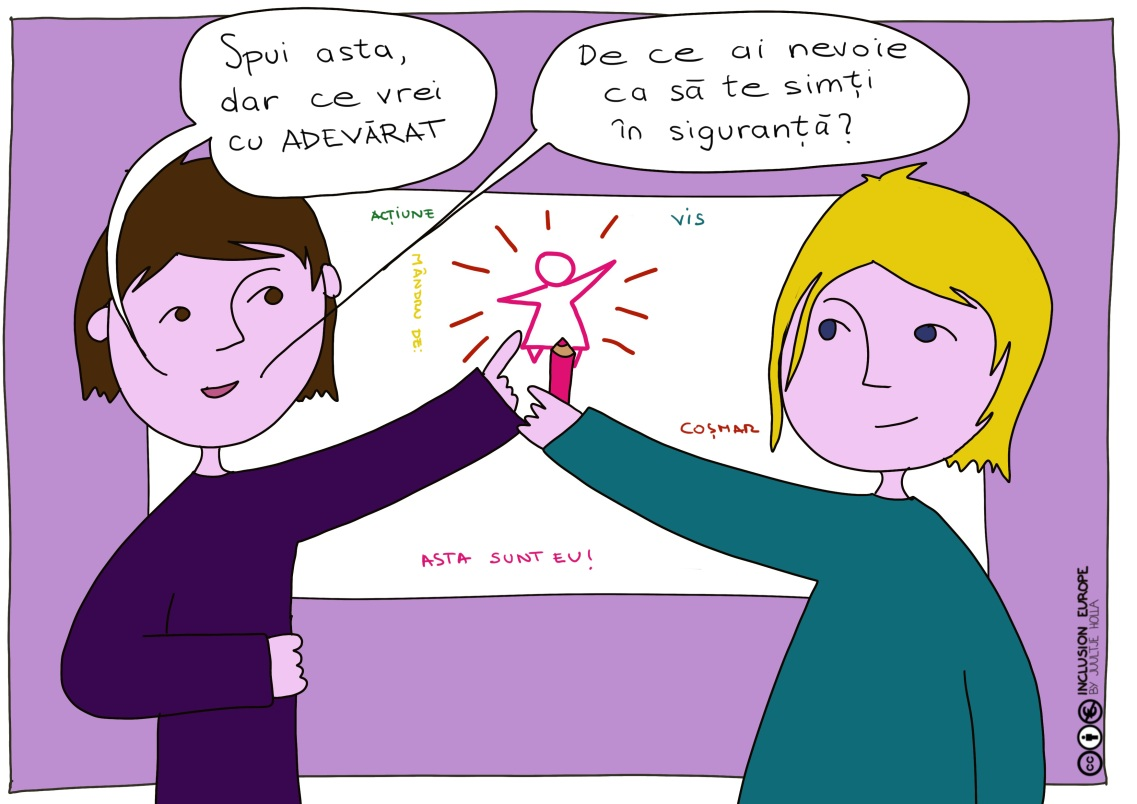 Spui asta,
dar ce vrei
cu ADEVĂRAT
De ce ai nevoie
ca să te simți
în siguranță?
ACȚIUNE
VIS
MÂNDRU DE:
COȘMAR
ASTA SUNT EU!
INCLUSION EUROPE
BY JUULTJE HOLLA
cc